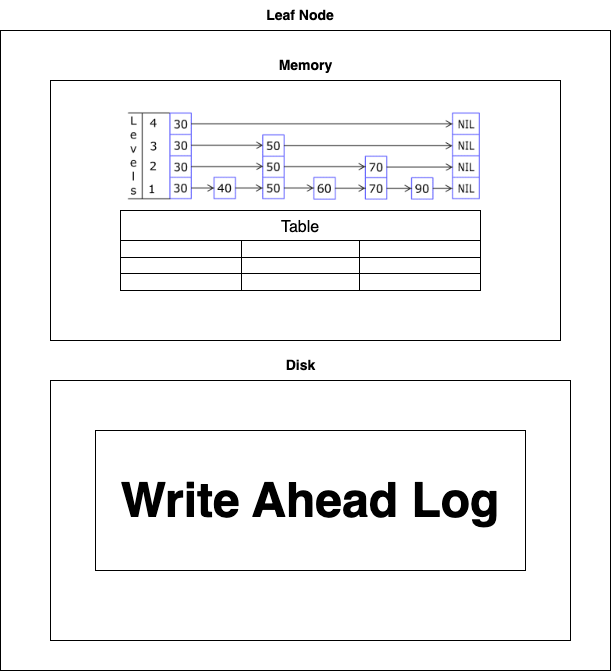 Leaf Node
Memory
Levels
4 30 NIL
3 30 50 NIL
2 30 50 70 NIL
1 30 40 50 60 70 90 NIL
Table
Disk
Write Ahead Log